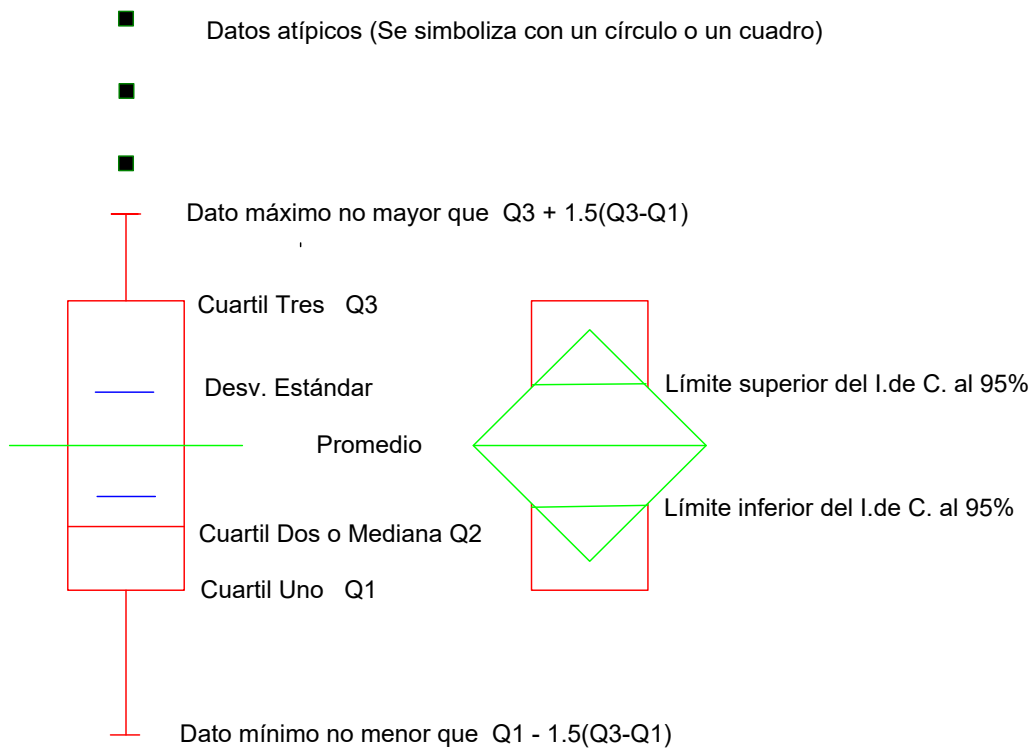 Datos atípicos (Se simboliza con un círculo o un cuadro)
Dato máximo no mayor que Q3 + 1.5(Q3-Q1)
Cuartil Tres Q3
Desv. Estándar
Límite superior del I.de C. al 95%
Promedio
Límite inferior del I.de C. al 95%
Cuartil Dos o Mediana Q2
Cuartil Uno Q1
Dato mínimo no menor que Q1 - 1.5(Q3-Q1)